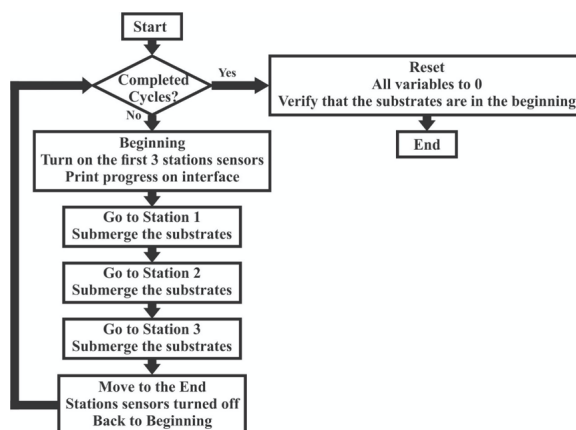 Start
Completed
Cycles?
Yes
No
Reset
All variables to 0
Verify that the substrates are in the beginning
End
Beginning
Turn on the first 3 stations sensors
Print progress on interface
Go to Station 1
Submerge the substrates
Go to Station 2
Submerge the substrates
Go to Station 3
Submerge the substrates
Move to the End
Stations sensors turned off
Back to Beginning